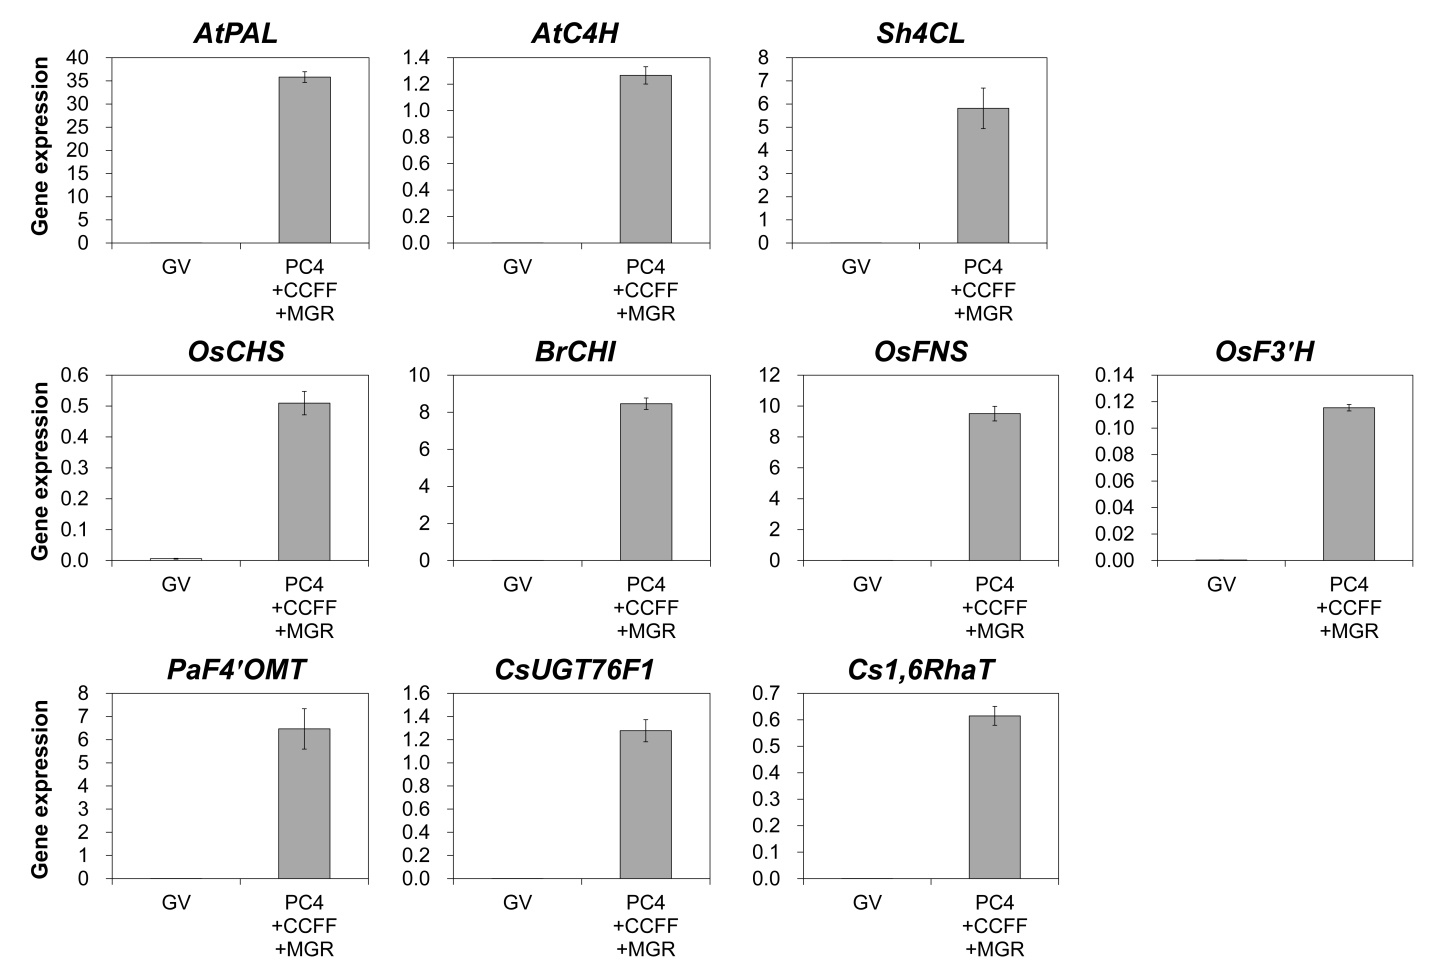 AtPAL
AtC4H
Sh4CL
Gene expression
40
35
30
25
20
15
10
5
0
GV
PC4
+CCFF
+MGR
1.4
1.2
1.0
0.8
0.6
0.4
0.2
0.0
GV
PC4
+CCFF
+MGR
8
7
6
5
4
3
2
1
0
GV
PC4
+CCFF
+MGR
OsCHS
BrCHI
OsFNS
OsF3′H
Gene expression
0.6
0.5
0.4
0.3
0.2
0.1
0.0
GV
PC4
+CCFF
+MGR
10
8
6
4
2
0
GV
PC4
+CCFF
+MGR
12
10
8
6
4
2
0
GV
PC4
+CCFF
+MGR
0.14
0.12
0.10
0.08
0.06
0.04
0.02
0.00
GV
PC4
+CCFF
+MGR
PaF4′OMT
CsUGT76F1
Cs1,6RhaT
Gene expression
8
7
6
5
4
3
2
1
0
GV
PC4
+CCFF
+MGR
1.6
1.4
1.2
1.0
0.8
0.6
0.4
0.2
0.0
GV
PC4
+CCFF
+MGR
0.7
0.6
0.5
0.4
0.3
0.2
0.1
0.0
GV
PC4
+CCFF
+MGR